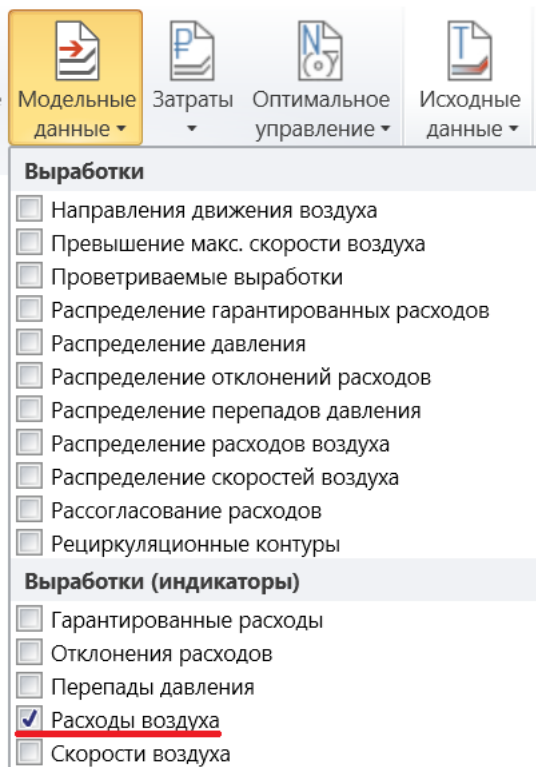 Модельные данные
Затраты
Оптимальное управление
Исходные данные
Выработки
Направления движения воздуха
Превышение макс. скорости воздуха
Проветриваемые выработки
Распределение гарантированных расходов
Распределение давления
Распределение отклонений расходов
Распределение перепадов давления
Распределение расходов воздуха
Распределение скоростей воздуха
Рассогласование расходов
Рециркуляционные контуры
Выработки (индикаторы)
Гарантированные расходы
Отклонения расходов
Перепады давления
Расходы воздуха
Скорости воздуха